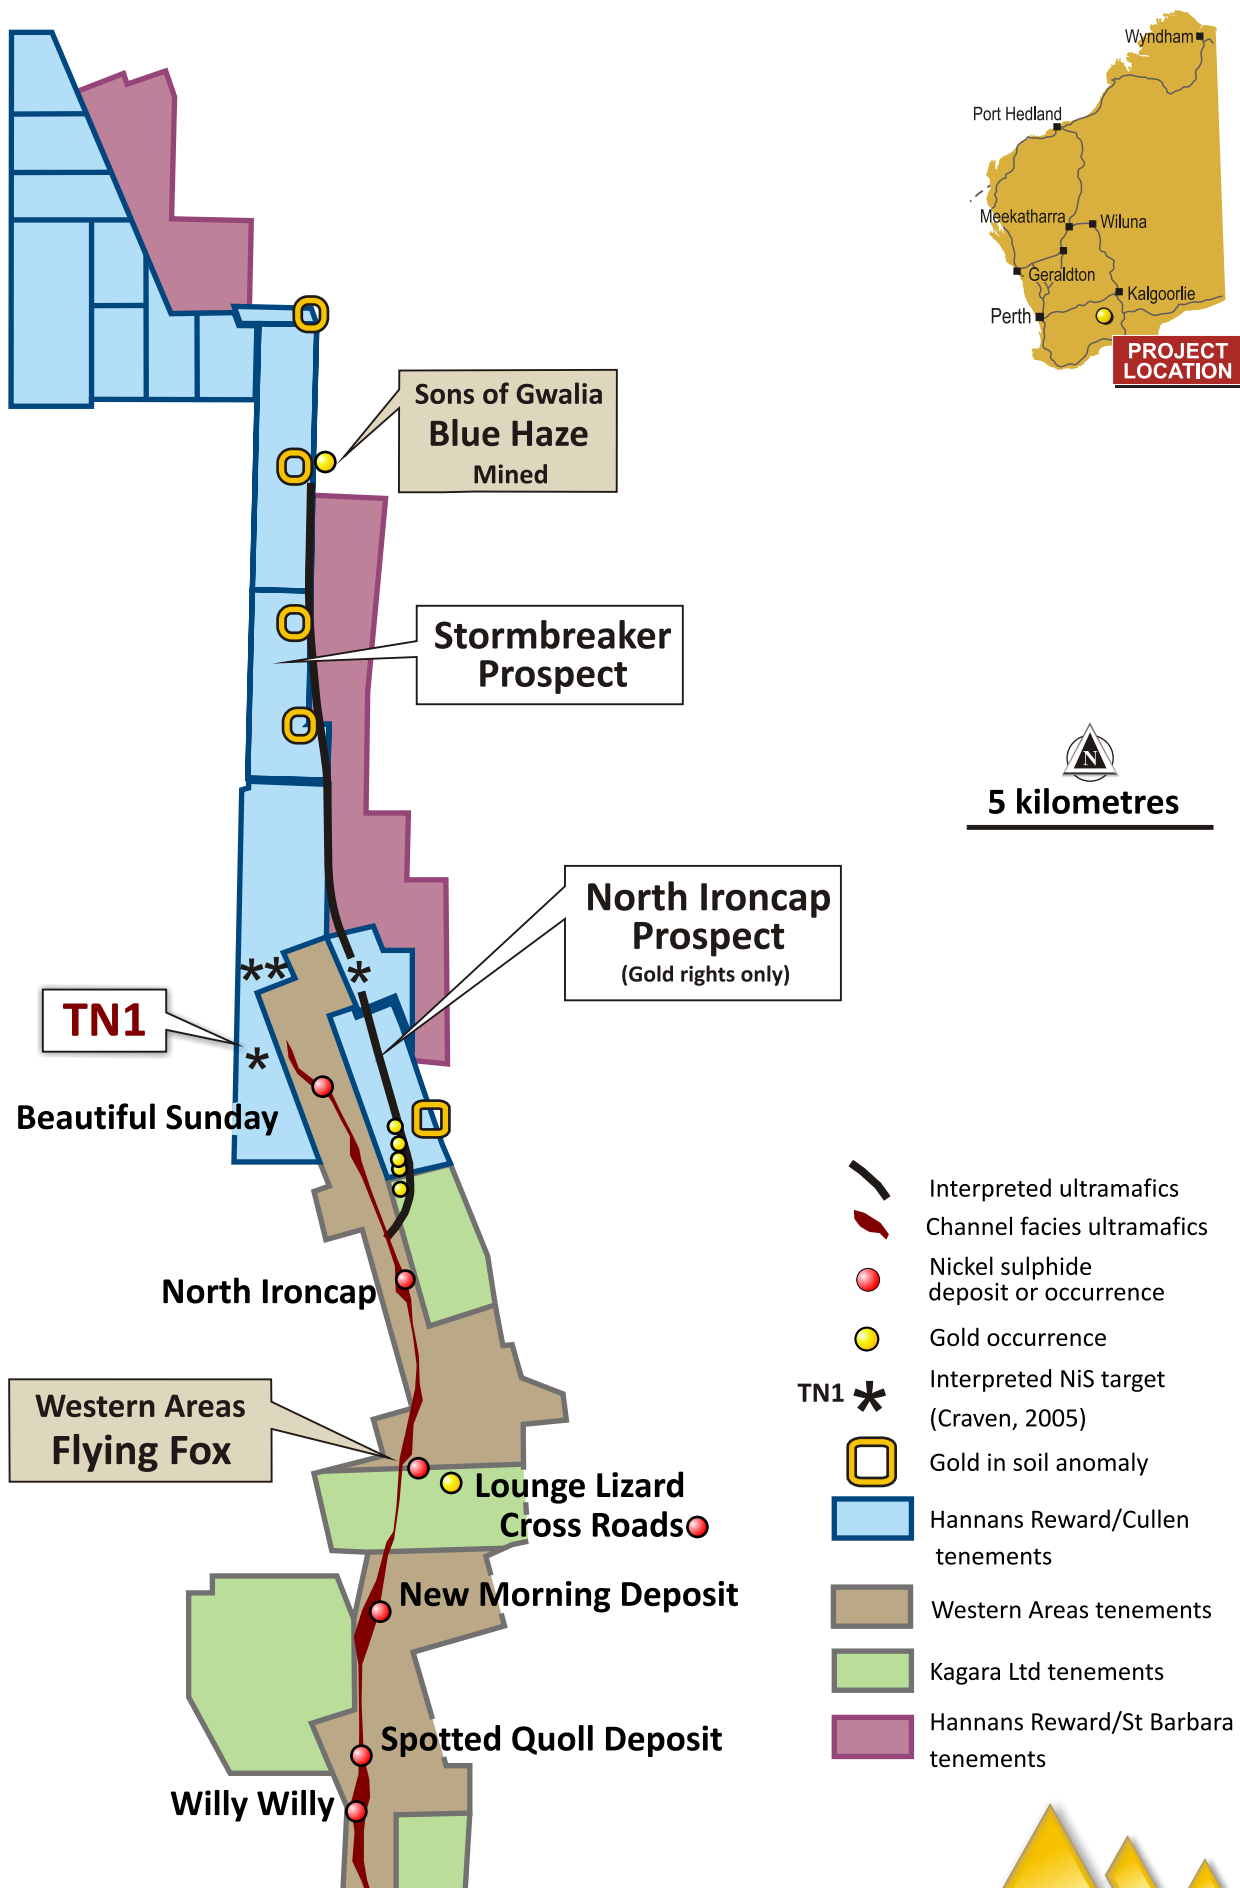 Wyndham
Port Hedland
Meekatharra
Wiluna
Geraldton
Kalgoorlie
Perth
PROJECT
LOCATION
Sons of Gwalia
Blue Haze
Mined
Stormbreaker
Prospect
N
5 kilometres
North Ironcap
Prospect
(Gold rights only)
TN1
Beautiful Sunday
North Ironcap
Western Areas
Flying Fox
Lounge Lizard
Cross Roads
New Morning Deposit
Spotted Quoll Deposit
Willy Willy
Interpreted ultramafics
Channel facies ultramafics
Nickel sulphide
deposit or occurrence
Gold occurrence
TN1 * Interpreted NiS target
(Craven, 2005)
Gold in soil anomaly
Hannans Reward/Cullen
tenements
Western Areas tenements
Kagara Ltd tenements
Hannans Reward/St Barbara
tenements